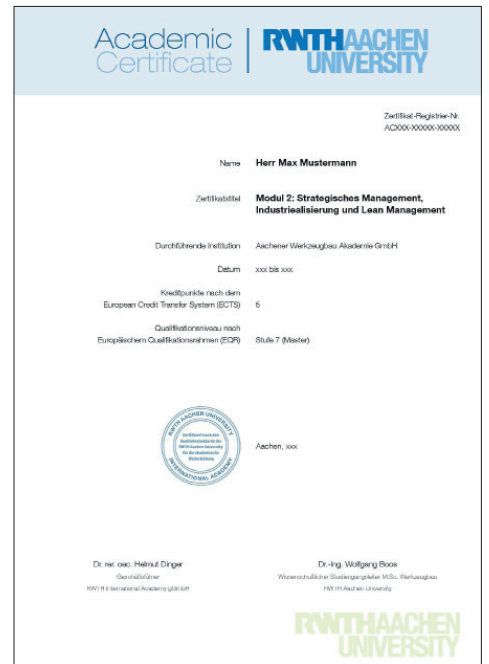 Academic
Certificate
RWTHAACHEN
UNIVERSITY
Zertifikat-Registrier-Nr.
ACXXX-XXXXX-XXXXX
Name Herr Max Mustermann
Zertifikatstitel Modul 2: Strategisches Management,
Industriealisierung und Lean Management
Durchführende Institution Aachener Werkzeugbau Akademie GmbH
Datum xxx bis xxx
Kreditpunkte nach dem
European Credit Transfer System (ECTS) 5
Qualifikationsniveau nach
Europäischem Qualifikationsrahmen (EQR) Stufe 7 (Master)
RWTH AACHEN UNIVERSITY
INTERNATIONAL ACADEMY
Aachen, xxx
Dr. rer. oec. Helmut Dinger Dr.-Ing. Wolfgang Boos
Geschäftsführer Wissenschaftlicher Studiengangsleiter M.Sc. Werkzeugbau
RWTH International Academy gGmbH RWTH Aachen University
RWTHAACHEN
UNIVERSITY